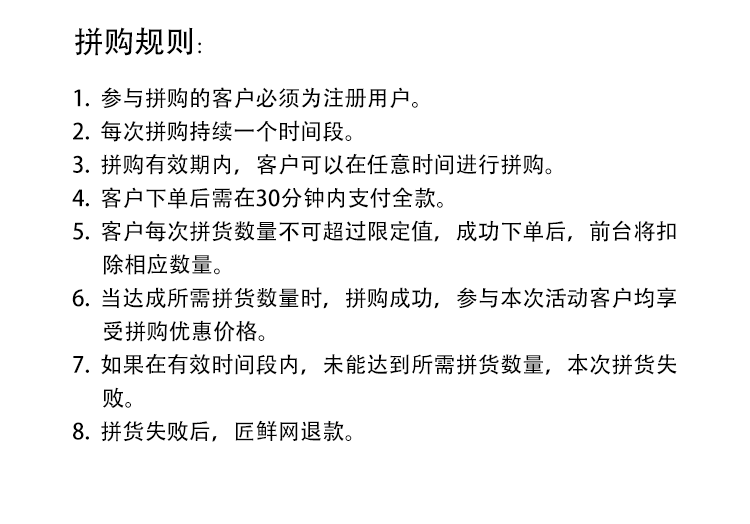 拼购规则:
1. 参与拼购的客户必须为注册用户。
2. 每次拼购持续一个时间段。
3. 拼购有效期内，客户可以在任意时间进行拼购。
4. 客户下单后需在30分钟内支付全款。
5. 客户每次拼货数量不可超过限定值，成功下单后，前台将扣
除相应数量。
6. 当达成所需拼货数量时，拼购成功，参与本次活动客户均享
受拼购优惠价格。
7. 如果在有效时间段内，未能达到所需拼货数量，本次拼货失
败。
8. 拼货失败后，匠鲜网退款。